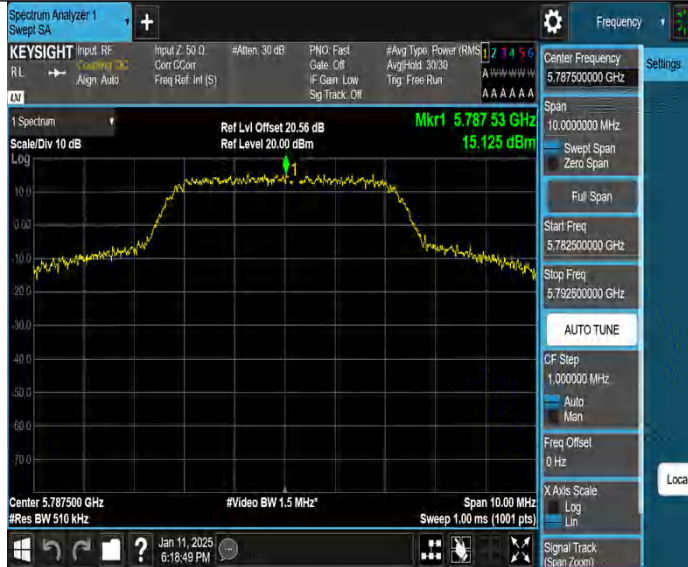 Spectrum Analyzer 1
Swept SA
+
Frequency
KEYSIGHT
RL
LXI
Input: RF
Coupling: DC
Align: Auto
Input Z: 50 Ω
Corr CCorr
Freq Ref: Int (S)
#Atten: 30 dB
PNO: Fast
Gate: Off
IF Gain: Low
Sig Track: Off
#Avg Type: Power (RMS
Avg|Hold: 30/30
Trig: Free Run
1 2 3 4 5 6
A W W W W W
A A A A A A
1 Spectrum
Scale/Div 10 dB
Ref Lvl Offset 20.56 dB
Ref Level 20.00 dBm
Mkr1 5.787 53 GHz
15.125 dBm
Log
1
10.0
0.00
-10.0
-20.0
-30.0
-40.0
-50.0
-60.0
-70.0
Center 5.787500 GHz
#Res BW 510 kHz
#Video BW 1.5 MHz*
Span 10.00 MHz
Sweep 1.00 ms (1001 pts)
?
Jan 11, 2025
6:18:49 PM
Center Frequency
5.787500000 GHz
Span
10.0000000 MHz
Swept Span
Zero Span
Full Span
Start Freq
5.782500000 GHz
Stop Freq
5.792500000 GHz
AUTO TUNE
CF Step
1.000000 MHz
Auto
Man
Freq Offset
0 Hz
X Axis Scale
Log
Lin
Signal Track
(Span Zoom)
Settings
Loca